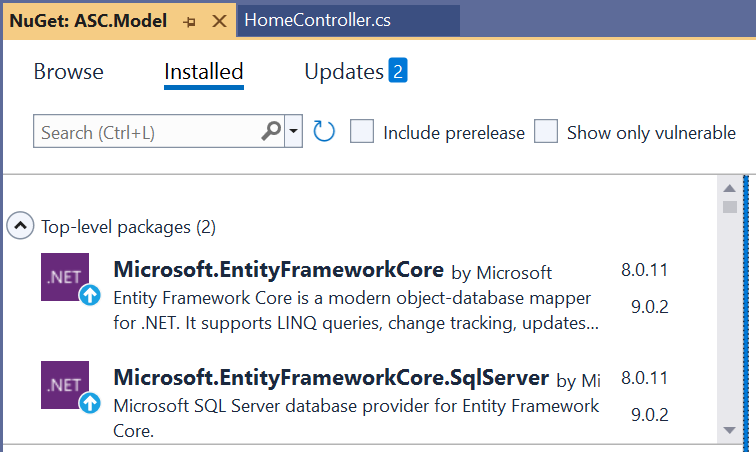 NuGet: ASC.Model
HomeController.cs
Browse
Installed
Updates 2
Search (Ctrl+L)
Include prerelease
Show only vulnerable
Top-level packages (2)
.NET
Microsoft.EntityFrameworkCore by Microsoft
8.0.11
Entity Framework Core is a modern object-database mapper
9.0.2
for .NET. It supports LINQ queries, change tracking, updates...
.NET
Microsoft.EntityFrameworkCore.SqlServer by Mi
8.0.11
Microsoft SQL Server database provider for Entity Framework
9.0.2
Core.